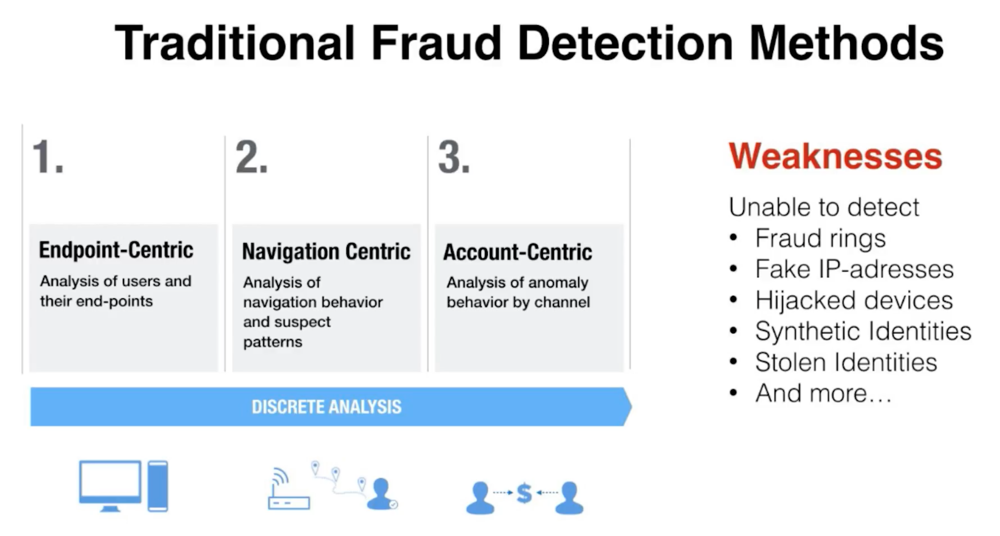 Traditional Fraud Detection Methods
1.
Endpoint-Centric
Analysis of users and
their end-points
2.
Navigation Centric
Analysis of
navigation behavior
and suspect
patterns
3.
Account-Centric
Analysis of anomaly
behavior by channel
DISCRETE ANALYSIS
$
Weaknesses
Unable to detect
• Fraud rings
• Fake IP-adresses
• Hijacked devices
• Synthetic Identities
• Stolen Identities
• And more...